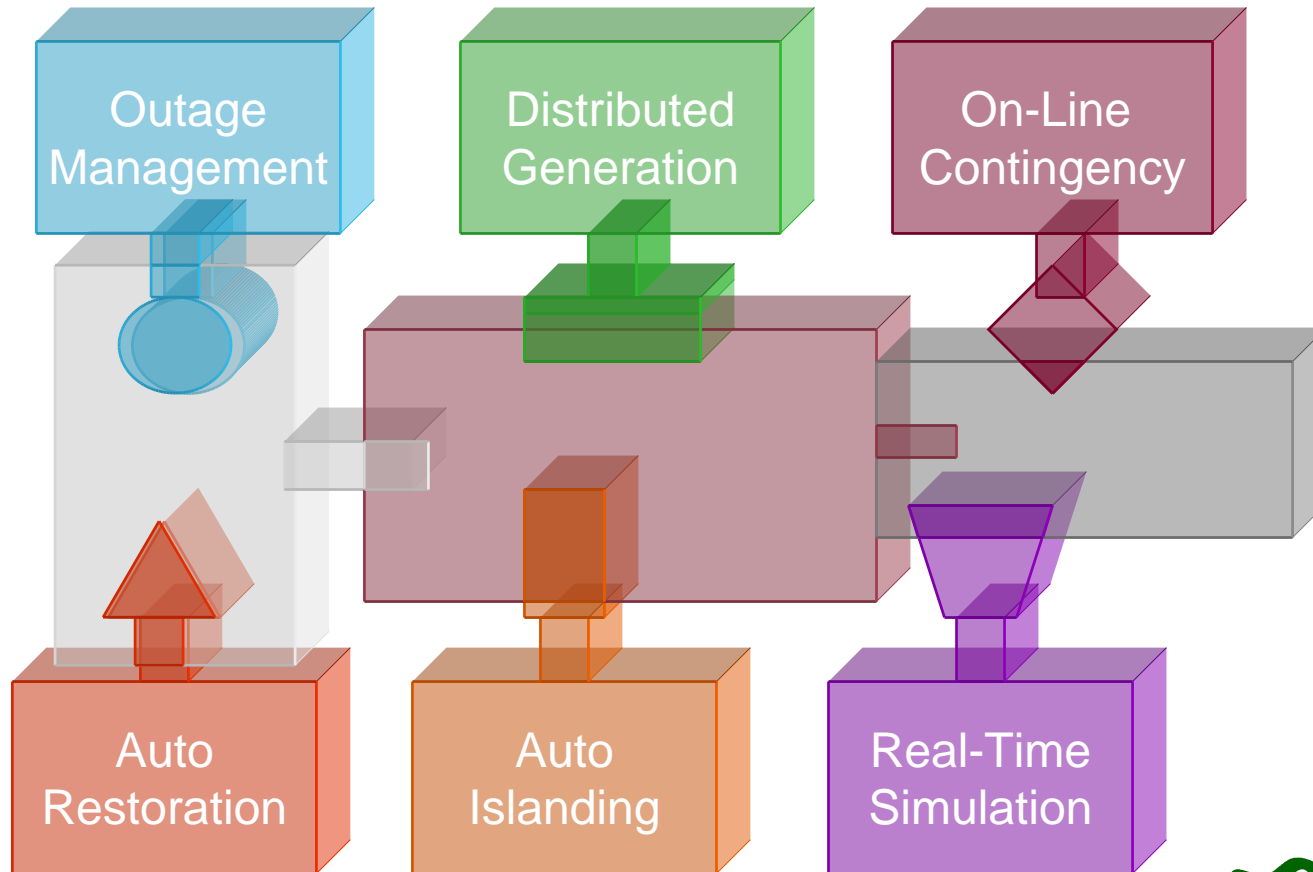 Outage
Management
Distributed
Generation
On-Line
Contingency
Auto
Restoration
Auto
Islanding
Real-Time
Simulation